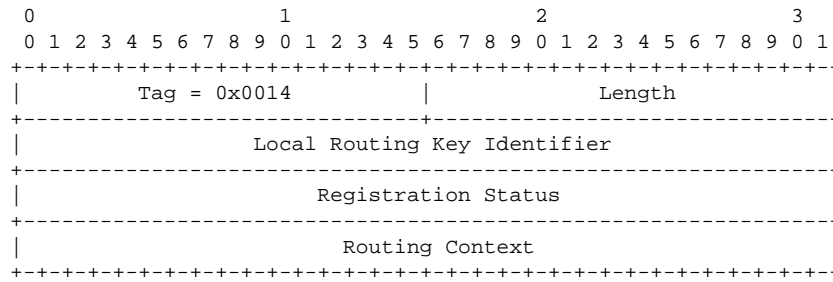 0                   1                   2                   3
 0 1 2 3 4 5 6 7 8 9 0 1 2 3 4 5 6 7 8 9 0 1 2 3 4 5 6 7 8 9 0 1
+-+-+-+-+-+-+-+-+-+-+-+-+-+-+-+-+-+-+-+-+-+-+-+-+-+-+-+-+-+-+-+-
|         Tag = 0x0014          |             Length
+-------------------------------+--------------------------------
|                  Local Routing Key Identifier
+----------------------------------------------------------------
|                       Registration Status
+----------------------------------------------------------------
|                         Routing Context
+-+-+-+-+-+-+-+-+-+-+-+-+-+-+-+-+-+-+-+-+-+-+-+-+-+-+-+-+-+-+-+-